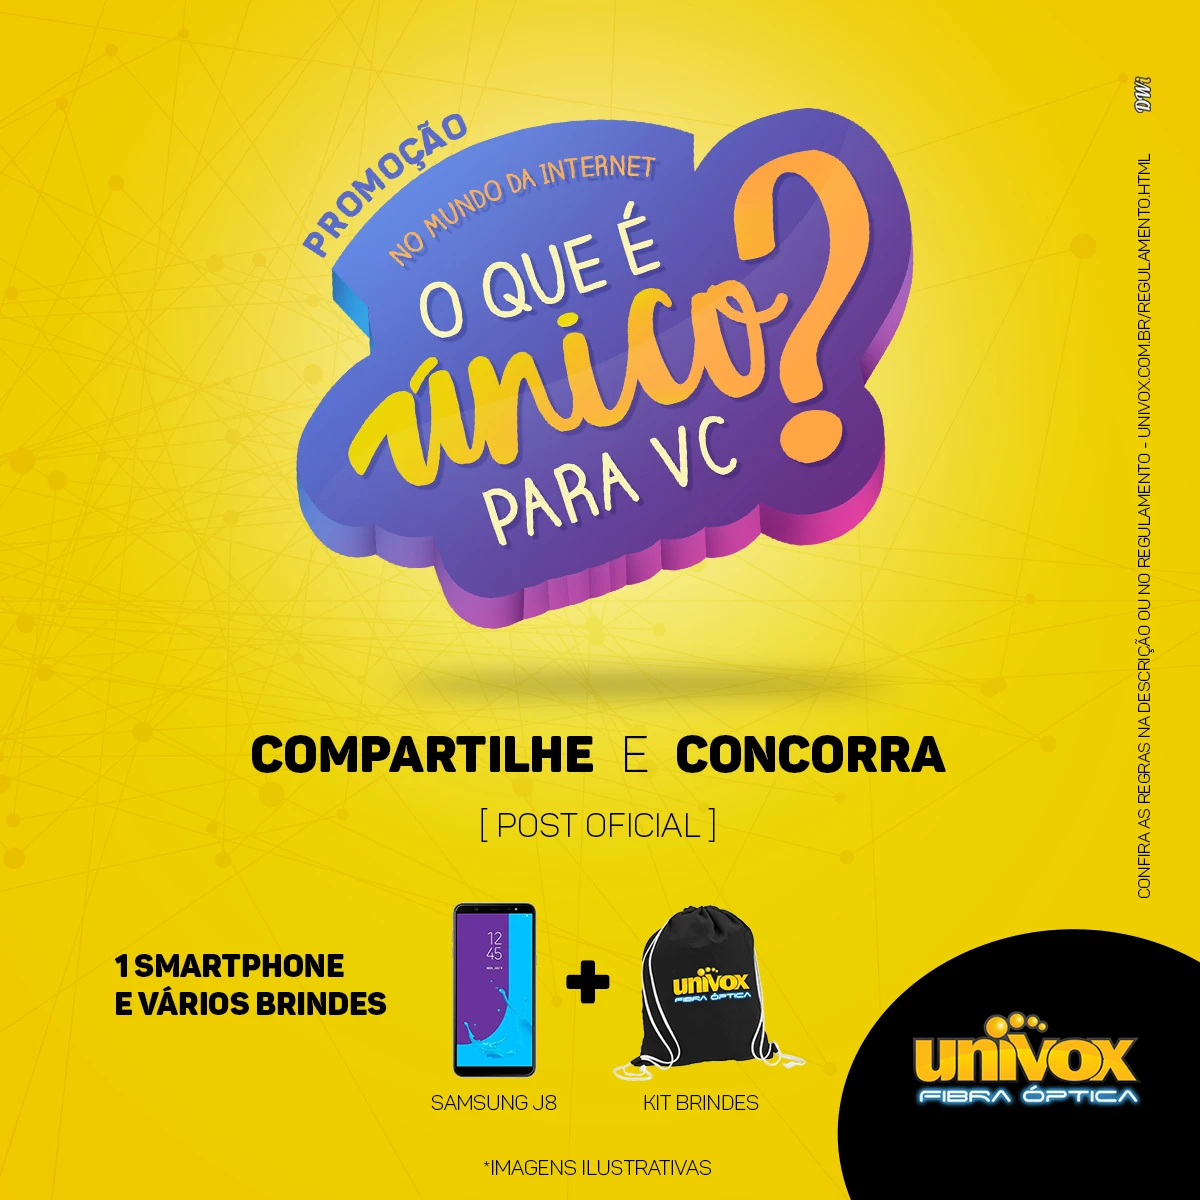 PROMOÇÃO
NO MUNDO DA INTERNET
O QUE É
único?
PARA VC
COMPARTILHE E CONCORRA
[ POST OFICIAL ]
1 SMARTPHONE
E VÁRIOS BRINDES
12
45
+
univox
FIBRA ÓPTICA
SAMSUNG J8
KIT BRINDES
*IMAGENS ILUSTRATIVAS
univox
FIBRA ÓPTICA
CONFIRA AS REGRAS NA DESCRIÇÃO OU NO REGULAMENTO - UNIVOX.COM.BR/REGULAMENTO.HTML
DWi